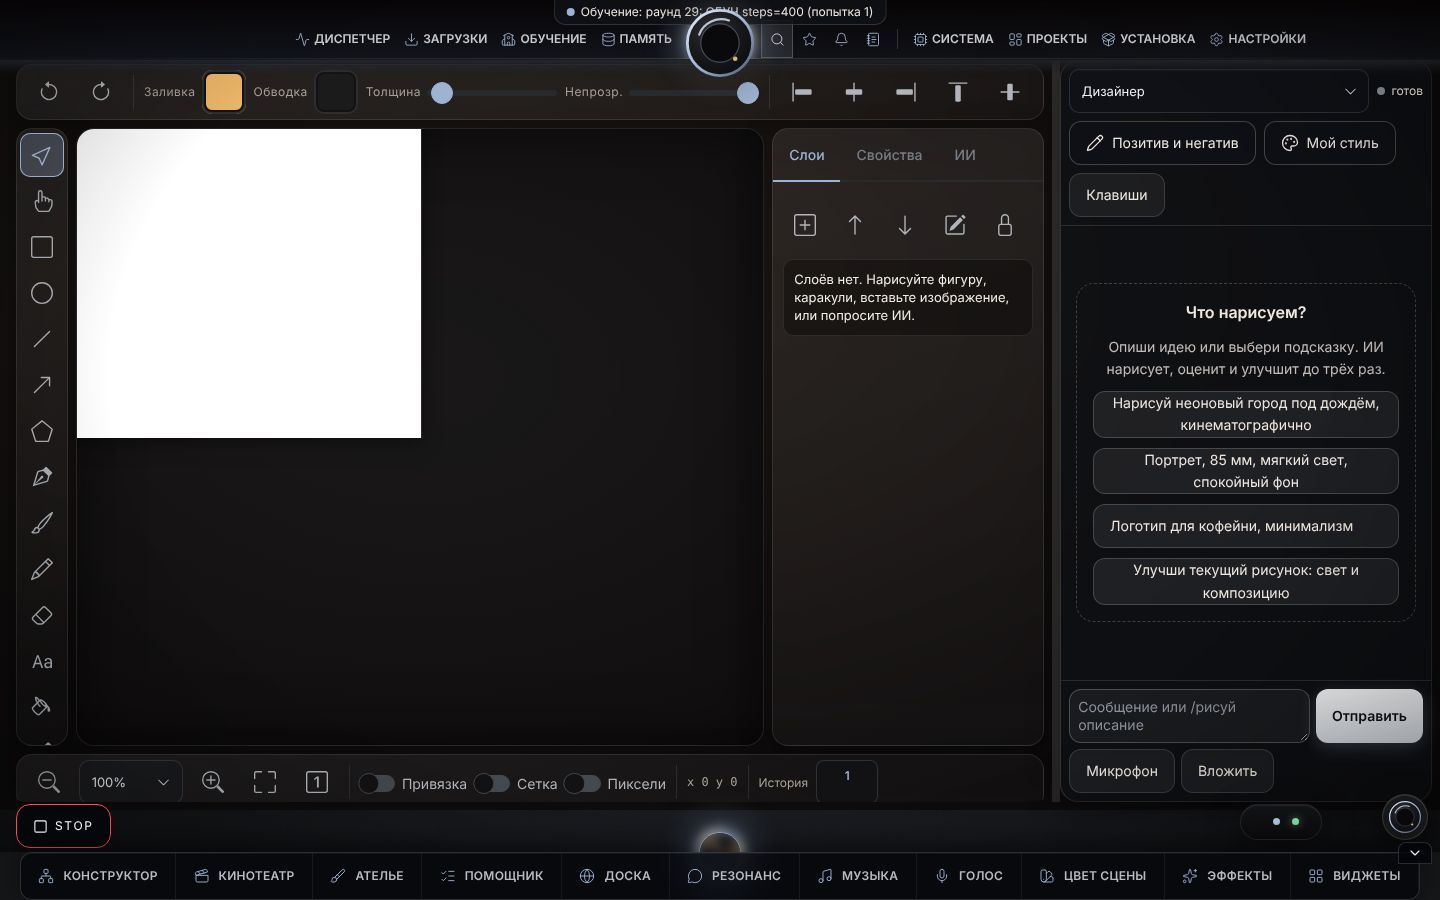 Обучение: раунд 29: steps=400 (попытка 1)
ДИСПЕТЧЕР ЗАГРУЗКИ ОБУЧЕНИЕ ПАМЯТЬ СИСТЕМА ПРОЕКТЫ УСТАНОВКА НАСТРОЙКИ
Заливка Обводка Толщина Непрозр.
Дизайнер готов
Позитив и негатив Мой стиль
Клавиши
Слои Свойства ИИ
Слоёв нет. Нарисуйте фигуру,
каракули, вставьте изображение,
или попросите ИИ.
Что нарисуем?
Опиши идею или выбери подсказку. ИИ
нарисует, оценит и улучшит до трёх раз.
Нарисуй неоновый город под дождём,
кинематографично
Портрет, 85 мм, мягкий свет,
спокойный фон
Логотип для кофейни, минимализм
Улучши текущий рисунок: свет и
композицию
Aa
Сообщение или /рисуй
описание
Отправить
Микрофон Вложить
100% 1 Привязка Сетка Пиксели x 0 y 0 История 1
STOP
КОНСТРУКТОР КИНОТЕАТР АТЕЛЬЕ ПОМОЩНИК ДОСКА РЕЗОНАНС МУЗЫКА ГОЛОС ЦВЕТ СЦЕНЫ ЭФФЕКТЫ ВИДЖЕТЫ